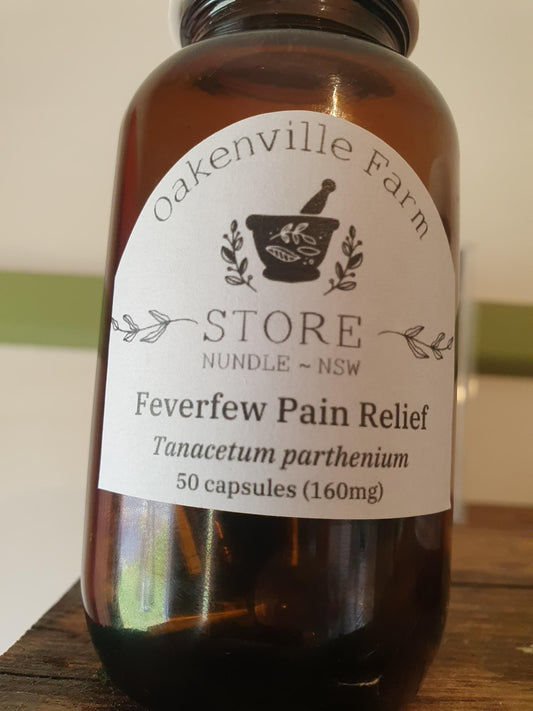 Oakenville Farm
STORE
NUNDLE ~ NSW
Feverfew Pain Relief
Tanacetum parthenium
50 capsules (160mg)